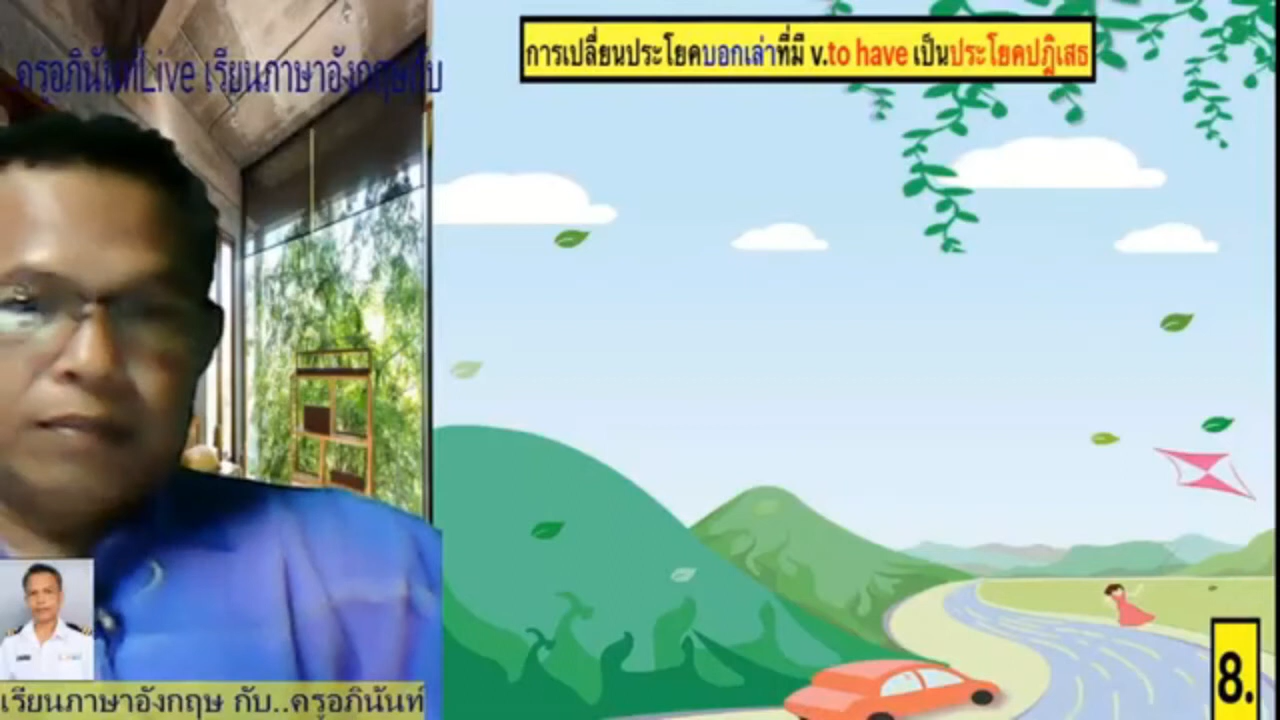 ครูอภินันท์Live เรียนภาษาอังกฤษกับ
การเปลี่ยนประโยคบอกเล่าที่มี v.to have เป็นประโยคปฏิเสธ
เรียนภาษาอังกฤษ กับ..ครูอภินันท์
8.